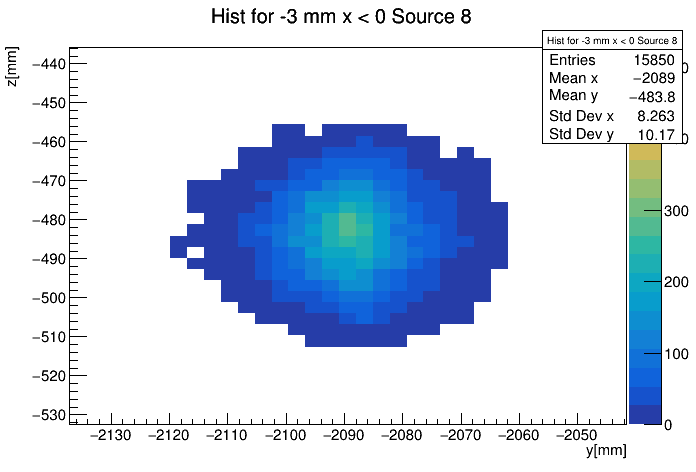 Hist for -3 mm x < 0 Source 8
z[mm]
Hist for -3 mm x < 0 Source 8
Entries 15850
Mean x −2089
Mean y −483.8
Std Dev x 8.263
Std Dev y 10.17
−440
−450
−460
−470
−480
−490
−500
−510
−520
−530
300
200
100
0
−2130 −2120 −2110 −2100 −2090 −2080 −2070 −2060 −2050
y[mm]